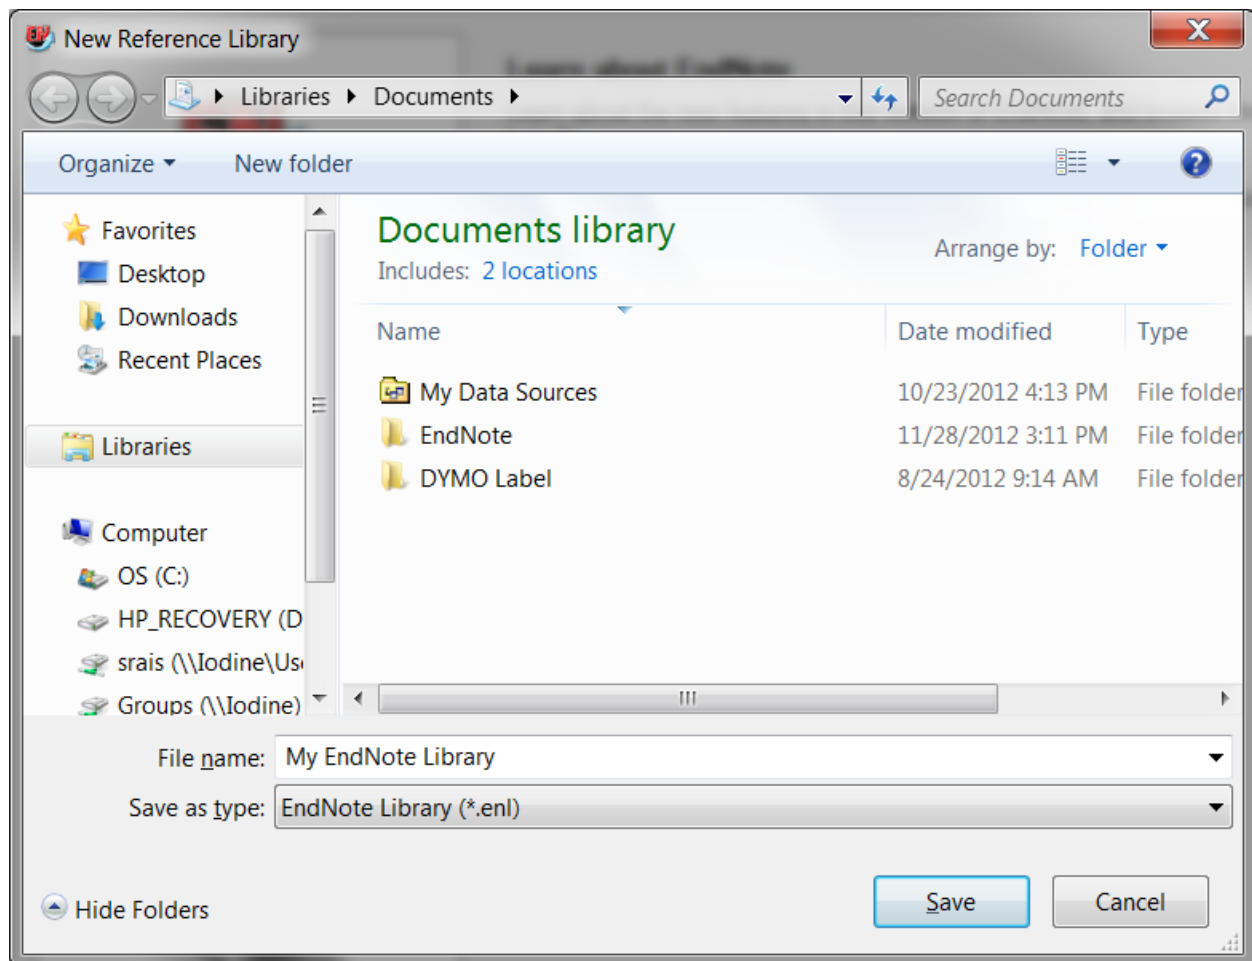 New Reference Library
Learn about EndNote
Libraries Documents
Search Documents
Organize New folder
Favorites
Desktop
Downloads
Recent Places
Libraries
Computer
OS (C:)
HP_RECOVERY (D
srais (\\Iodine\Use
Groups (\\Iodine)
Documents library
Includes: 2 locations
Arrange by: Folder
Name Date modified Type
My Data Sources 10/23/2012 4:13 PM File folder
EndNote 11/28/2012 3:11 PM File folder
DYMO Label 8/24/2012 9:14 AM File folder
File name: My EndNote Library
Save as type: EndNote Library (*.enl)
Hide Folders
Save Cancel